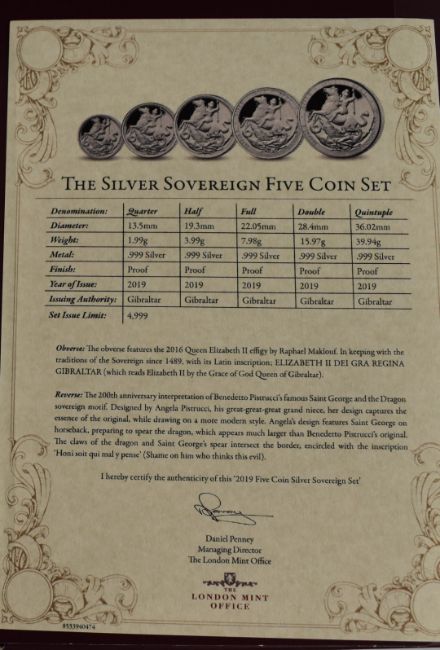 THE SILVER SOVEREIGN FIVE COIN SET
Denomination: Quarter Half Full Double Quintuple
Diameter: 13.5mm 19.3mm 22.05mm 28.4mm 36.02mm
Weight: 1.99g 3.99g 7.98g 15.97g 39.94g
Metal: .999 Silver .999 Silver .999 Silver .999 Silver .999 Silver
Finish: Proof Proof Proof Proof Proof
Year of Issue: 2019 2019 2019 2019 2019
Issuing Authority: Gibraltar Gibraltar Gibraltar Gibraltar Gibraltar
Set Issue Limit: 4,999
Obverse: The obverse features the 2016 Queen Elizabeth II effigy by Raphael Maklouf. In keeping with the
traditions of the Sovereign since 1489, with its Latin inscription; ELIZABETH II DEI GRA REGINA
GIBRALTAR (which reads Elizabeth II by the Grace of God Queen of Gibraltar).
Reverse: The 200th anniversary interpretation of Benedetto Pistrucci's famous Saint George and the Dragon
sovereign motif. Designed by Angela Pistrucci, his great-great-great grand niece, her design captures the
essence of the original, while drawing on a more modern style. Angela's design features Saint George on
horseback, preparing to spear the dragon, which appears much larger than Benedetto Pistrucci's original.
The claws of the dragon and Saint George's spear intersect the border, encircled with the inscription
'Honi soit qui mal y pense' (Shame on him who thinks this evil).
I hereby certify the authenticity of this '2019 Five Coin Silver Sovereign Set'
Daniel Penney
Managing Director
The London Mint Office
THE
LONDON MINT
OFFICE
#553940474